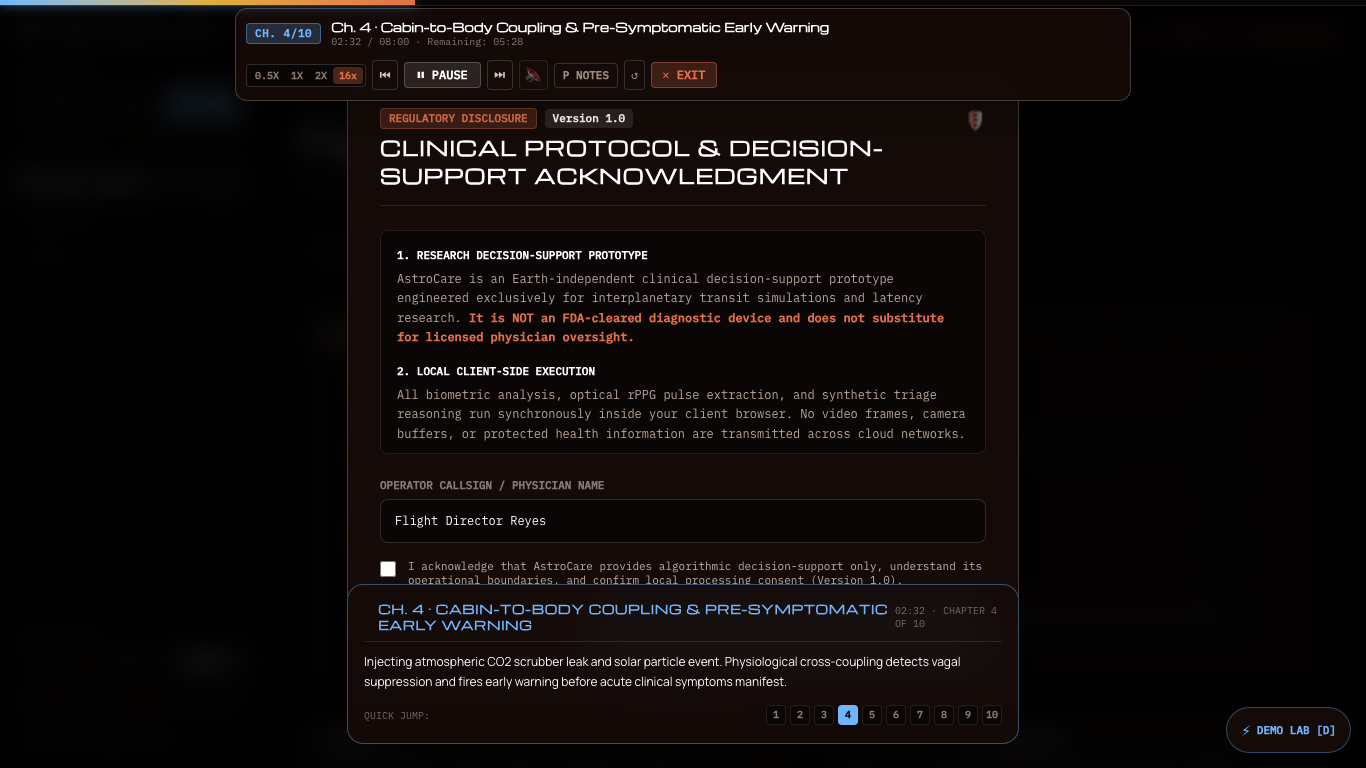 CH. 4/10
Ch. 4 · Cabin-to-Body Coupling & Pre-Symptomatic Early Warning
02:32 / 08:00 · Remaining: 05:28
0.5X 1X 2X 16x ⏮ ⏸ PAUSE ⏭ P NOTES ↺ ✕ EXIT
REGULATORY DISCLOSURE Version 1.0
CLINICAL PROTOCOL & DECISION-
SUPPORT ACKNOWLEDGMENT
1. RESEARCH DECISION-SUPPORT PROTOTYPE
AstroCare is an Earth-independent clinical decision-support prototype
engineered exclusively for interplanetary transit simulations and latency
research. It is NOT an FDA-cleared diagnostic device and does not substitute
for licensed physician oversight.
2. LOCAL CLIENT-SIDE EXECUTION
All biometric analysis, optical rPPG pulse extraction, and synthetic triage
reasoning run synchronously inside your client browser. No video frames, camera
buffers, or protected health information are transmitted across cloud networks.
OPERATOR CALLSIGN / PHYSICIAN NAME
Flight Director Reyes
I acknowledge that AstroCare provides algorithmic decision-support only, understand its
operational boundaries, and confirm local processing consent (Version 1.0).
CH. 4 · CABIN-TO-BODY COUPLING & PRE-SYMPTOMATIC
EARLY WARNING
02:32 · CHAPTER 4
OF 10
Injecting atmospheric CO2 scrubber leak and solar particle event. Physiological cross-coupling detects vagal
suppression and fires early warning before acute clinical symptoms manifest.
QUICK JUMP: 1 2 3 4 5 6 7 8 9 10
⚡ DEMO LAB [D]